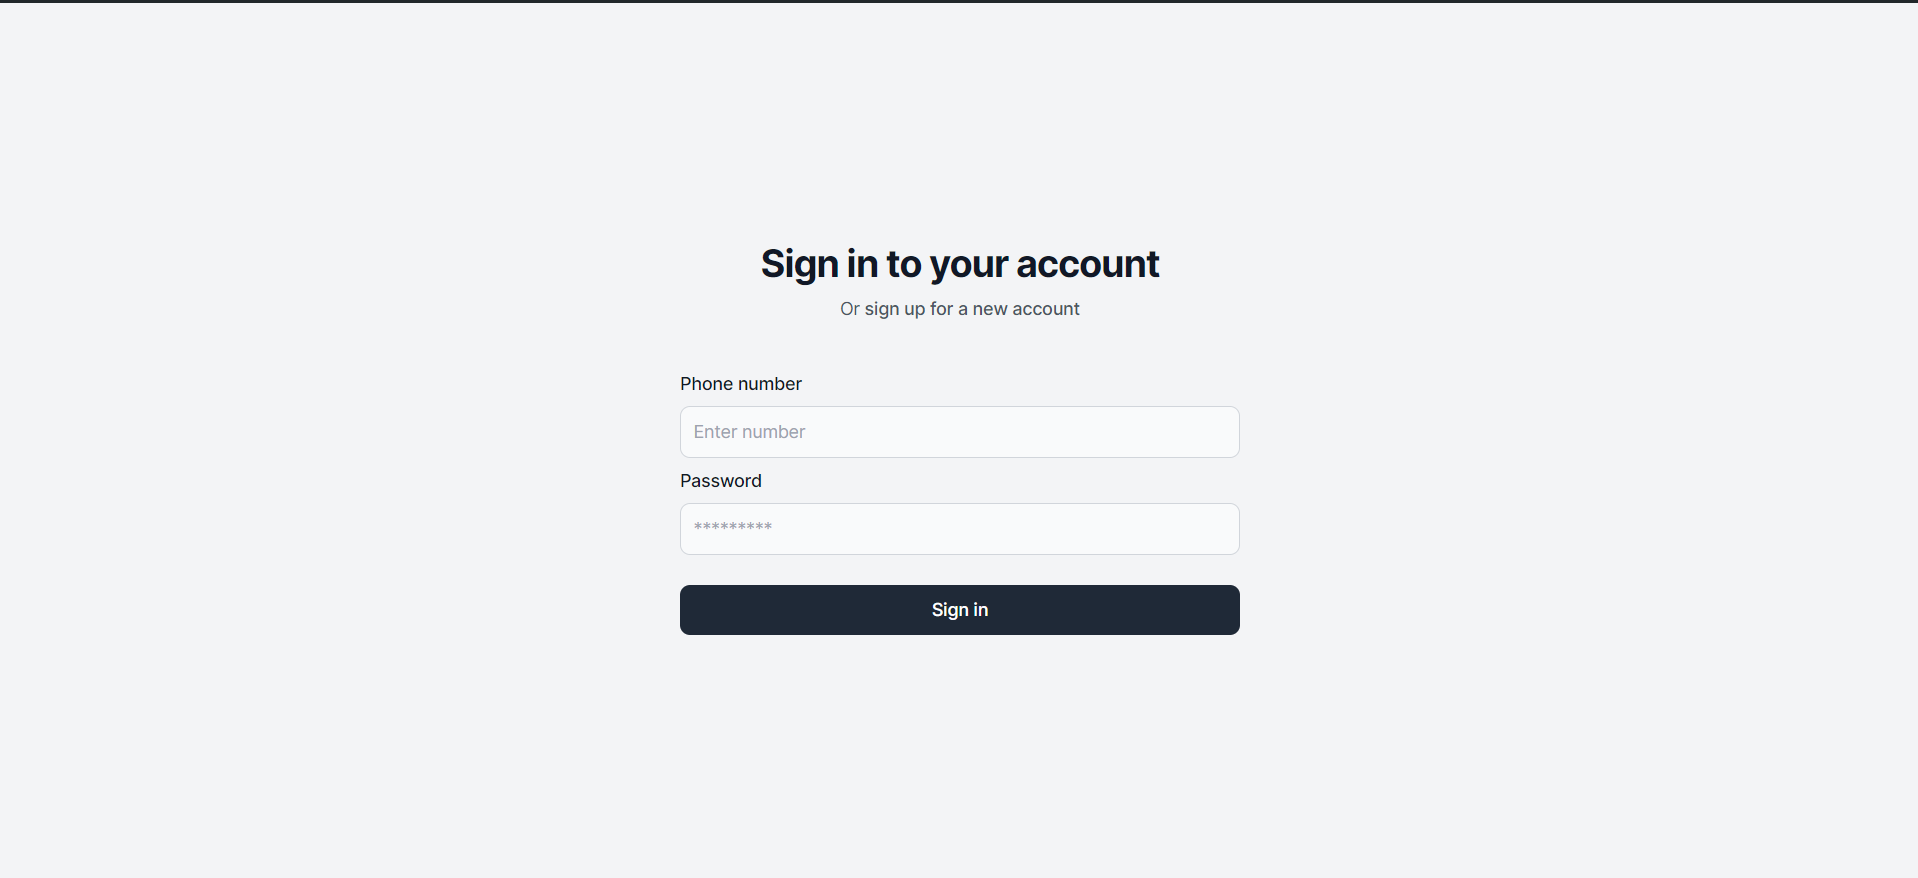 Sign in to your account
Or sign up for a new account
Phone number
Enter number
Password
*********
Sign in